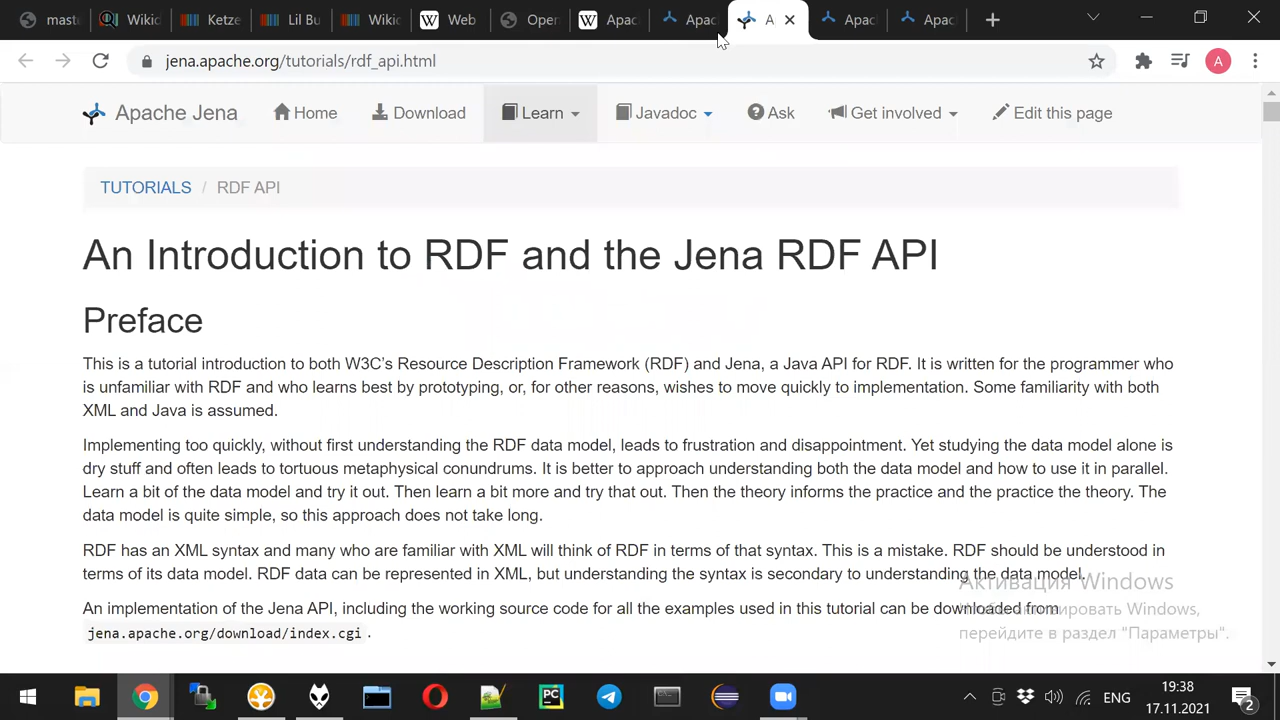 mast
Wikid
Ketze
Lil Bu
Wikid
Web
Open
Apac
Apac
A
Apac
Apac
jena.apache.org/tutorials/rdf_api.html
A
Apache Jena
Home
Download
Learn
Javadoc
Ask
Get involved
Edit this page
TUTORIALS / RDF API
An Introduction to RDF and the Jena RDF API
Preface
This is a tutorial introduction to both W3C's Resource Description Framework (RDF) and Jena, a Java API for RDF. It is written for the programmer who
is unfamiliar with RDF and who learns best by prototyping, or, for other reasons, wishes to move quickly to implementation. Some familiarity with both
XML and Java is assumed.
Implementing too quickly, without first understanding the RDF data model, leads to frustration and disappointment. Yet studying the data model alone is
dry stuff and often leads to tortuous metaphysical conundrums. It is better to approach understanding both the data model and how to use it in parallel.
Learn a bit of the data model and try it out. Then learn a bit more and try that out. Then the theory informs the practice and the practice the theory. The
data model is quite simple, so this approach does not take long.
RDF has an XML syntax and many who are familiar with XML will think of RDF in terms of that syntax. This is a mistake. RDF should be understood in
terms of its data model. RDF data can be represented in XML, but understanding the syntax is secondary to understanding the data model.
An implementation of the Jena API, including the working source code for all the examples used in this tutorial can be downloaded from
jena.apache.org/download/index.cgi .
Активация Windows
Чтобы активировать Windows,
перейдите в раздел "Параметры".
PC
ENG
19:38
17.11.2021
2